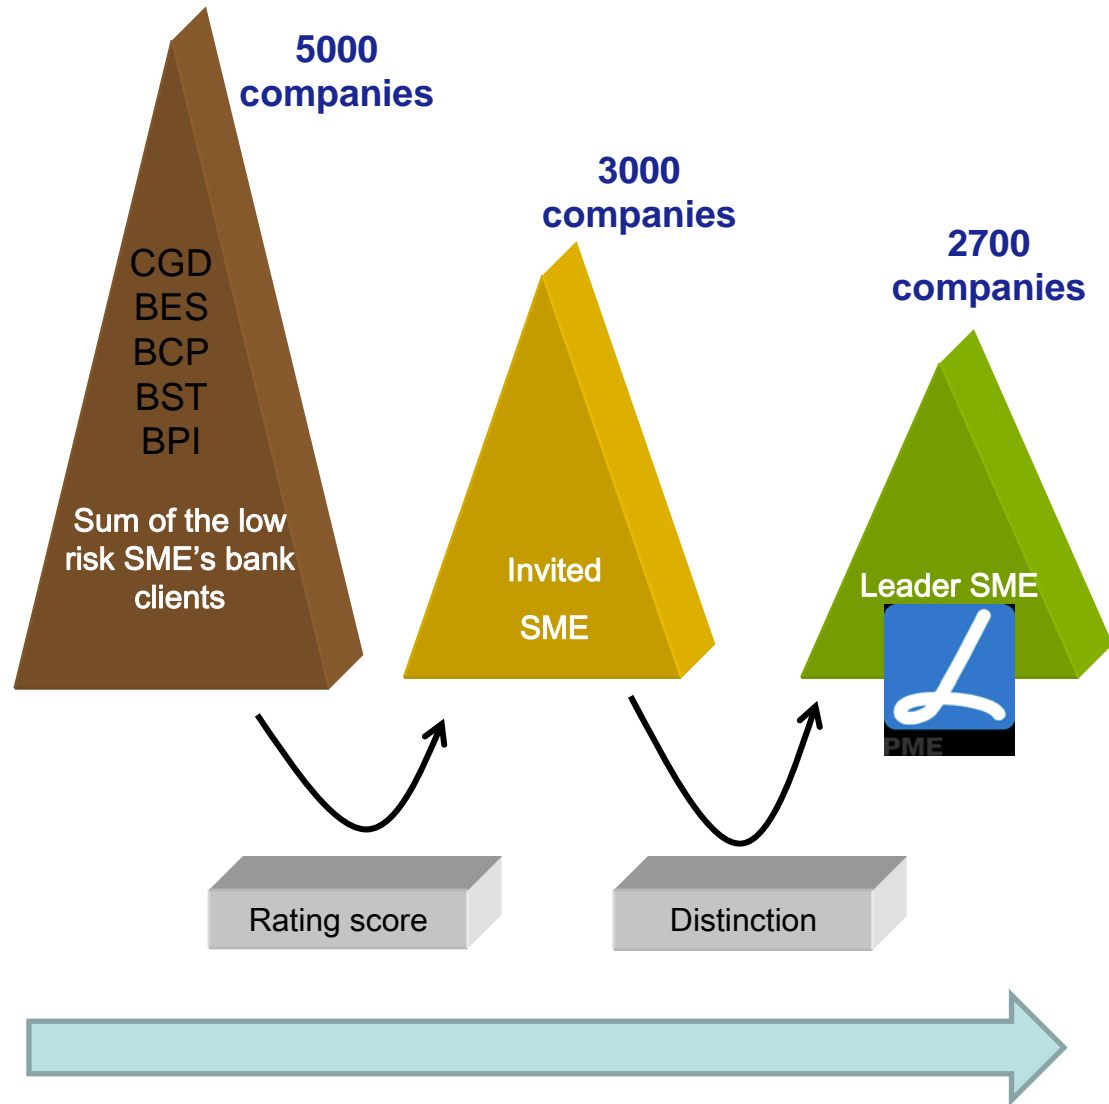 5000
companies
CGD
BES
BCP
BST
BPI
Sum of the low
risk SME's bank
clients
3000
companies
Invited
SME
2700
companies
Leader SME
PME
Rating score
Distinction